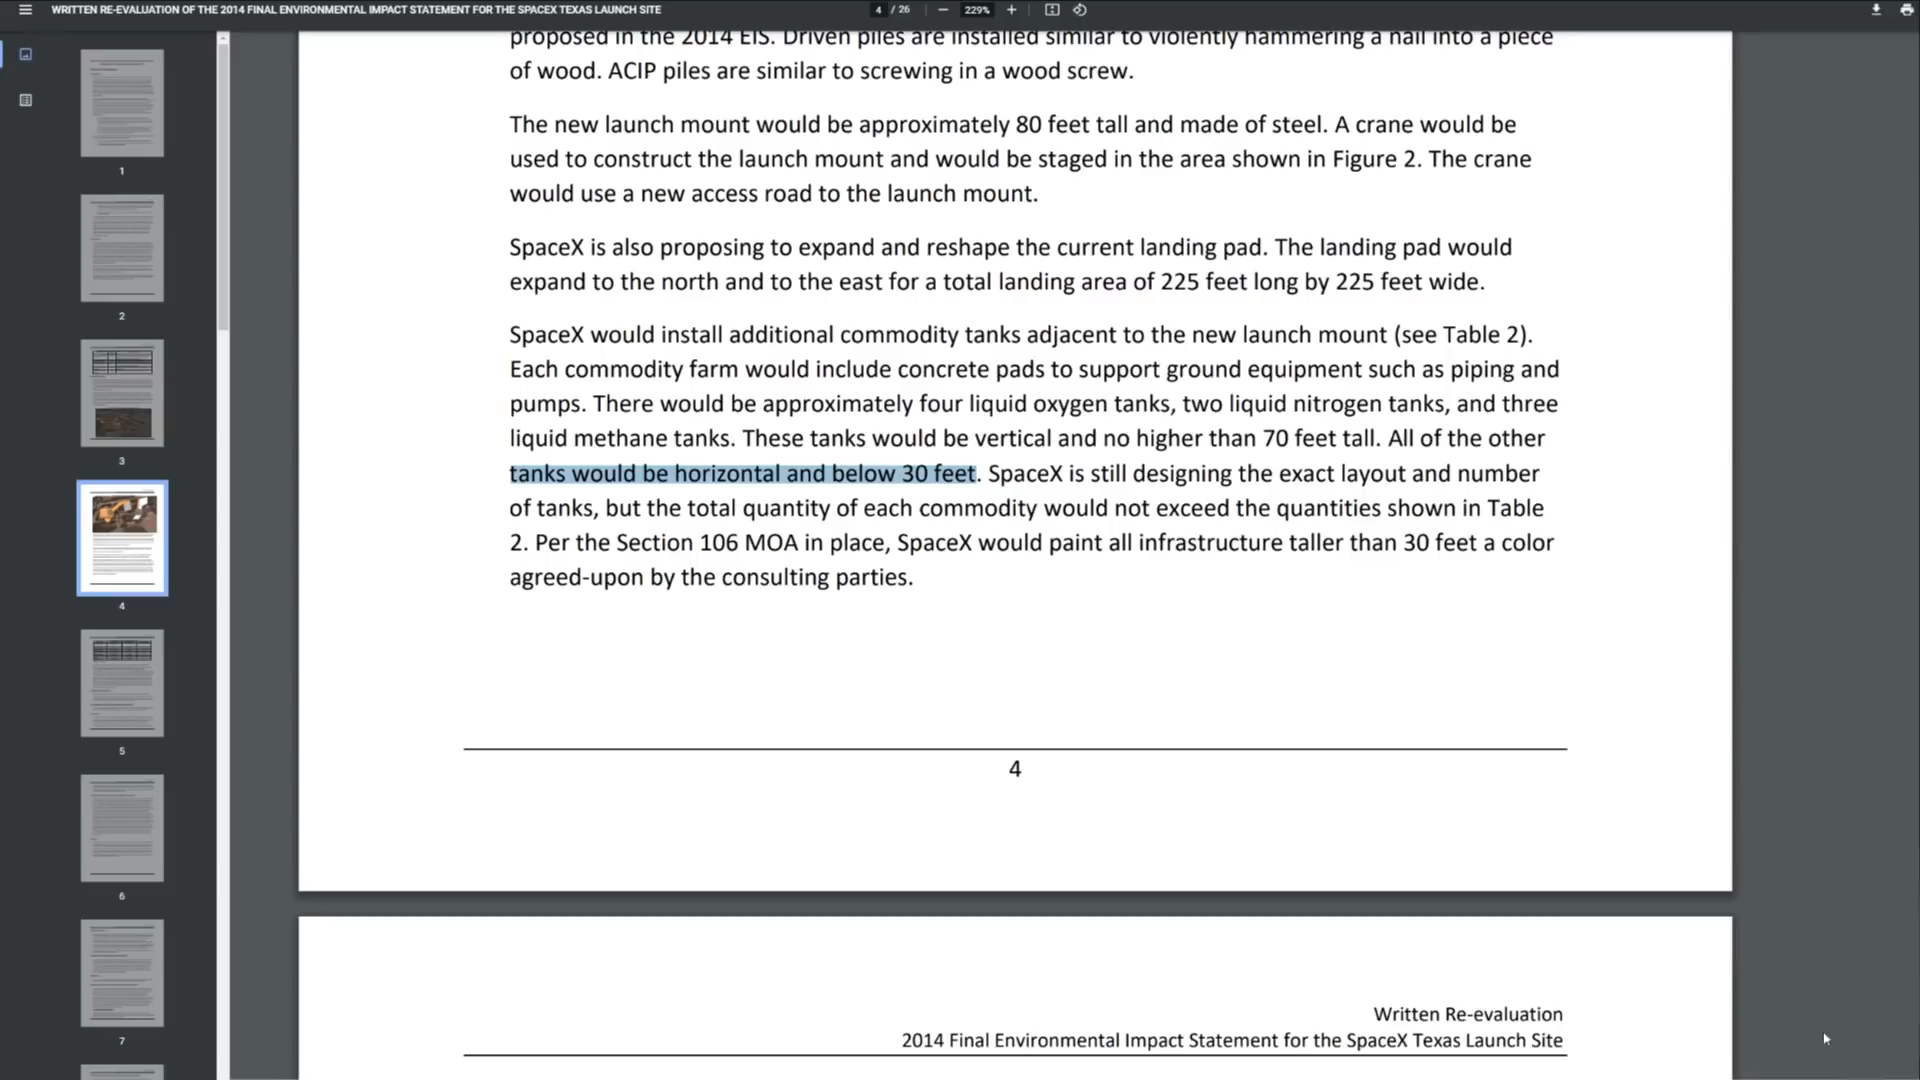 WRITTEN RE-EVALUATION OF THE 2014 FINAL ENVIRONMENTAL IMPACT STATEMENT FOR THE SPACEX TEXAS LAUNCH SITE
4 / 26
229%
1
2
3
4
5
6
7
proposed in the 2014 EIS. Driven piles are installed similar to violently hammering a nail into a piece
of wood. ACIP piles are similar to screwing in a wood screw.
The new launch mount would be approximately 80 feet tall and made of steel. A crane would be
used to construct the launch mount and would be staged in the area shown in Figure 2. The crane
would use a new access road to the launch mount.
SpaceX is also proposing to expand and reshape the current landing pad. The landing pad would
expand to the north and to the east for a total landing area of 225 feet long by 225 feet wide.
SpaceX would install additional commodity tanks adjacent to the new launch mount (see Table 2).
Each commodity farm would include concrete pads to support ground equipment such as piping and
pumps. There would be approximately four liquid oxygen tanks, two liquid nitrogen tanks, and three
liquid methane tanks. These tanks would be vertical and no higher than 70 feet tall. All of the other
tanks would be horizontal and below 30 feet. SpaceX is still designing the exact layout and number
of tanks, but the total quantity of each commodity would not exceed the quantities shown in Table
2. Per the Section 106 MOA in place, SpaceX would paint all infrastructure taller than 30 feet a color
agreed-upon by the consulting parties.
4
Written Re-evaluation
2014 Final Environmental Impact Statement for the SpaceX Texas Launch Site